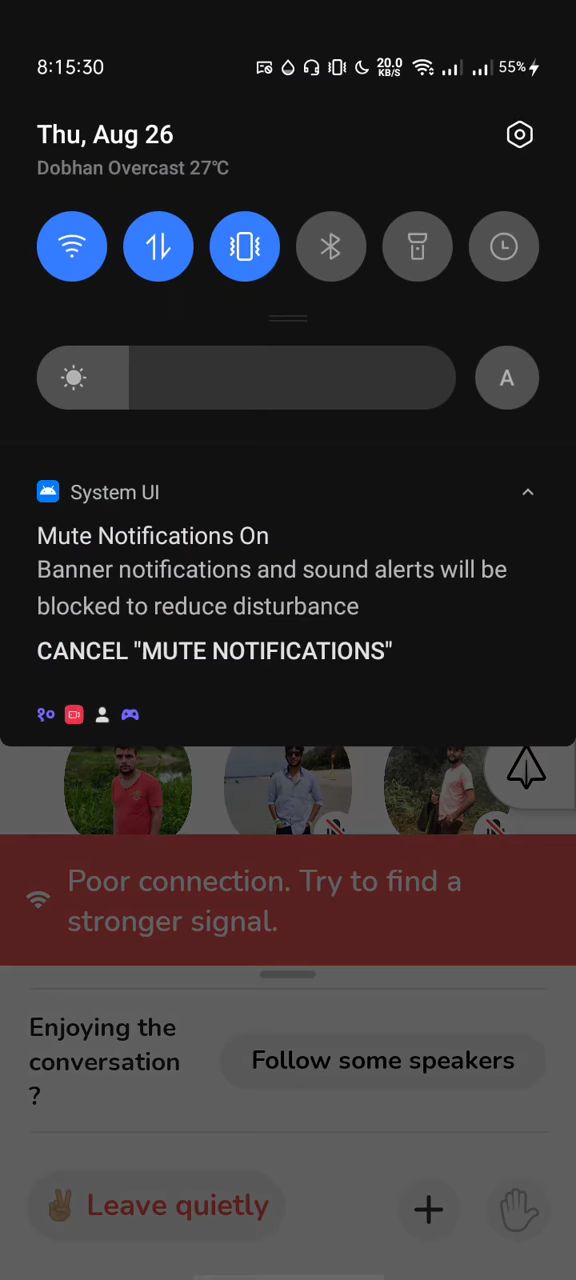 8:15:30
20.0
KB/S
55%
Thu, Aug 26
Dobhan Overcast 27°C
A
System UI
Mute Notifications On
Banner notifications and sound alerts will be
blocked to reduce disturbance
CANCEL "MUTE NOTIFICATIONS"
१०
Poor connection. Try to find a
stronger signal.
Enjoying the
conversation
?
Follow some speakers
✌🏼 Leave quietly